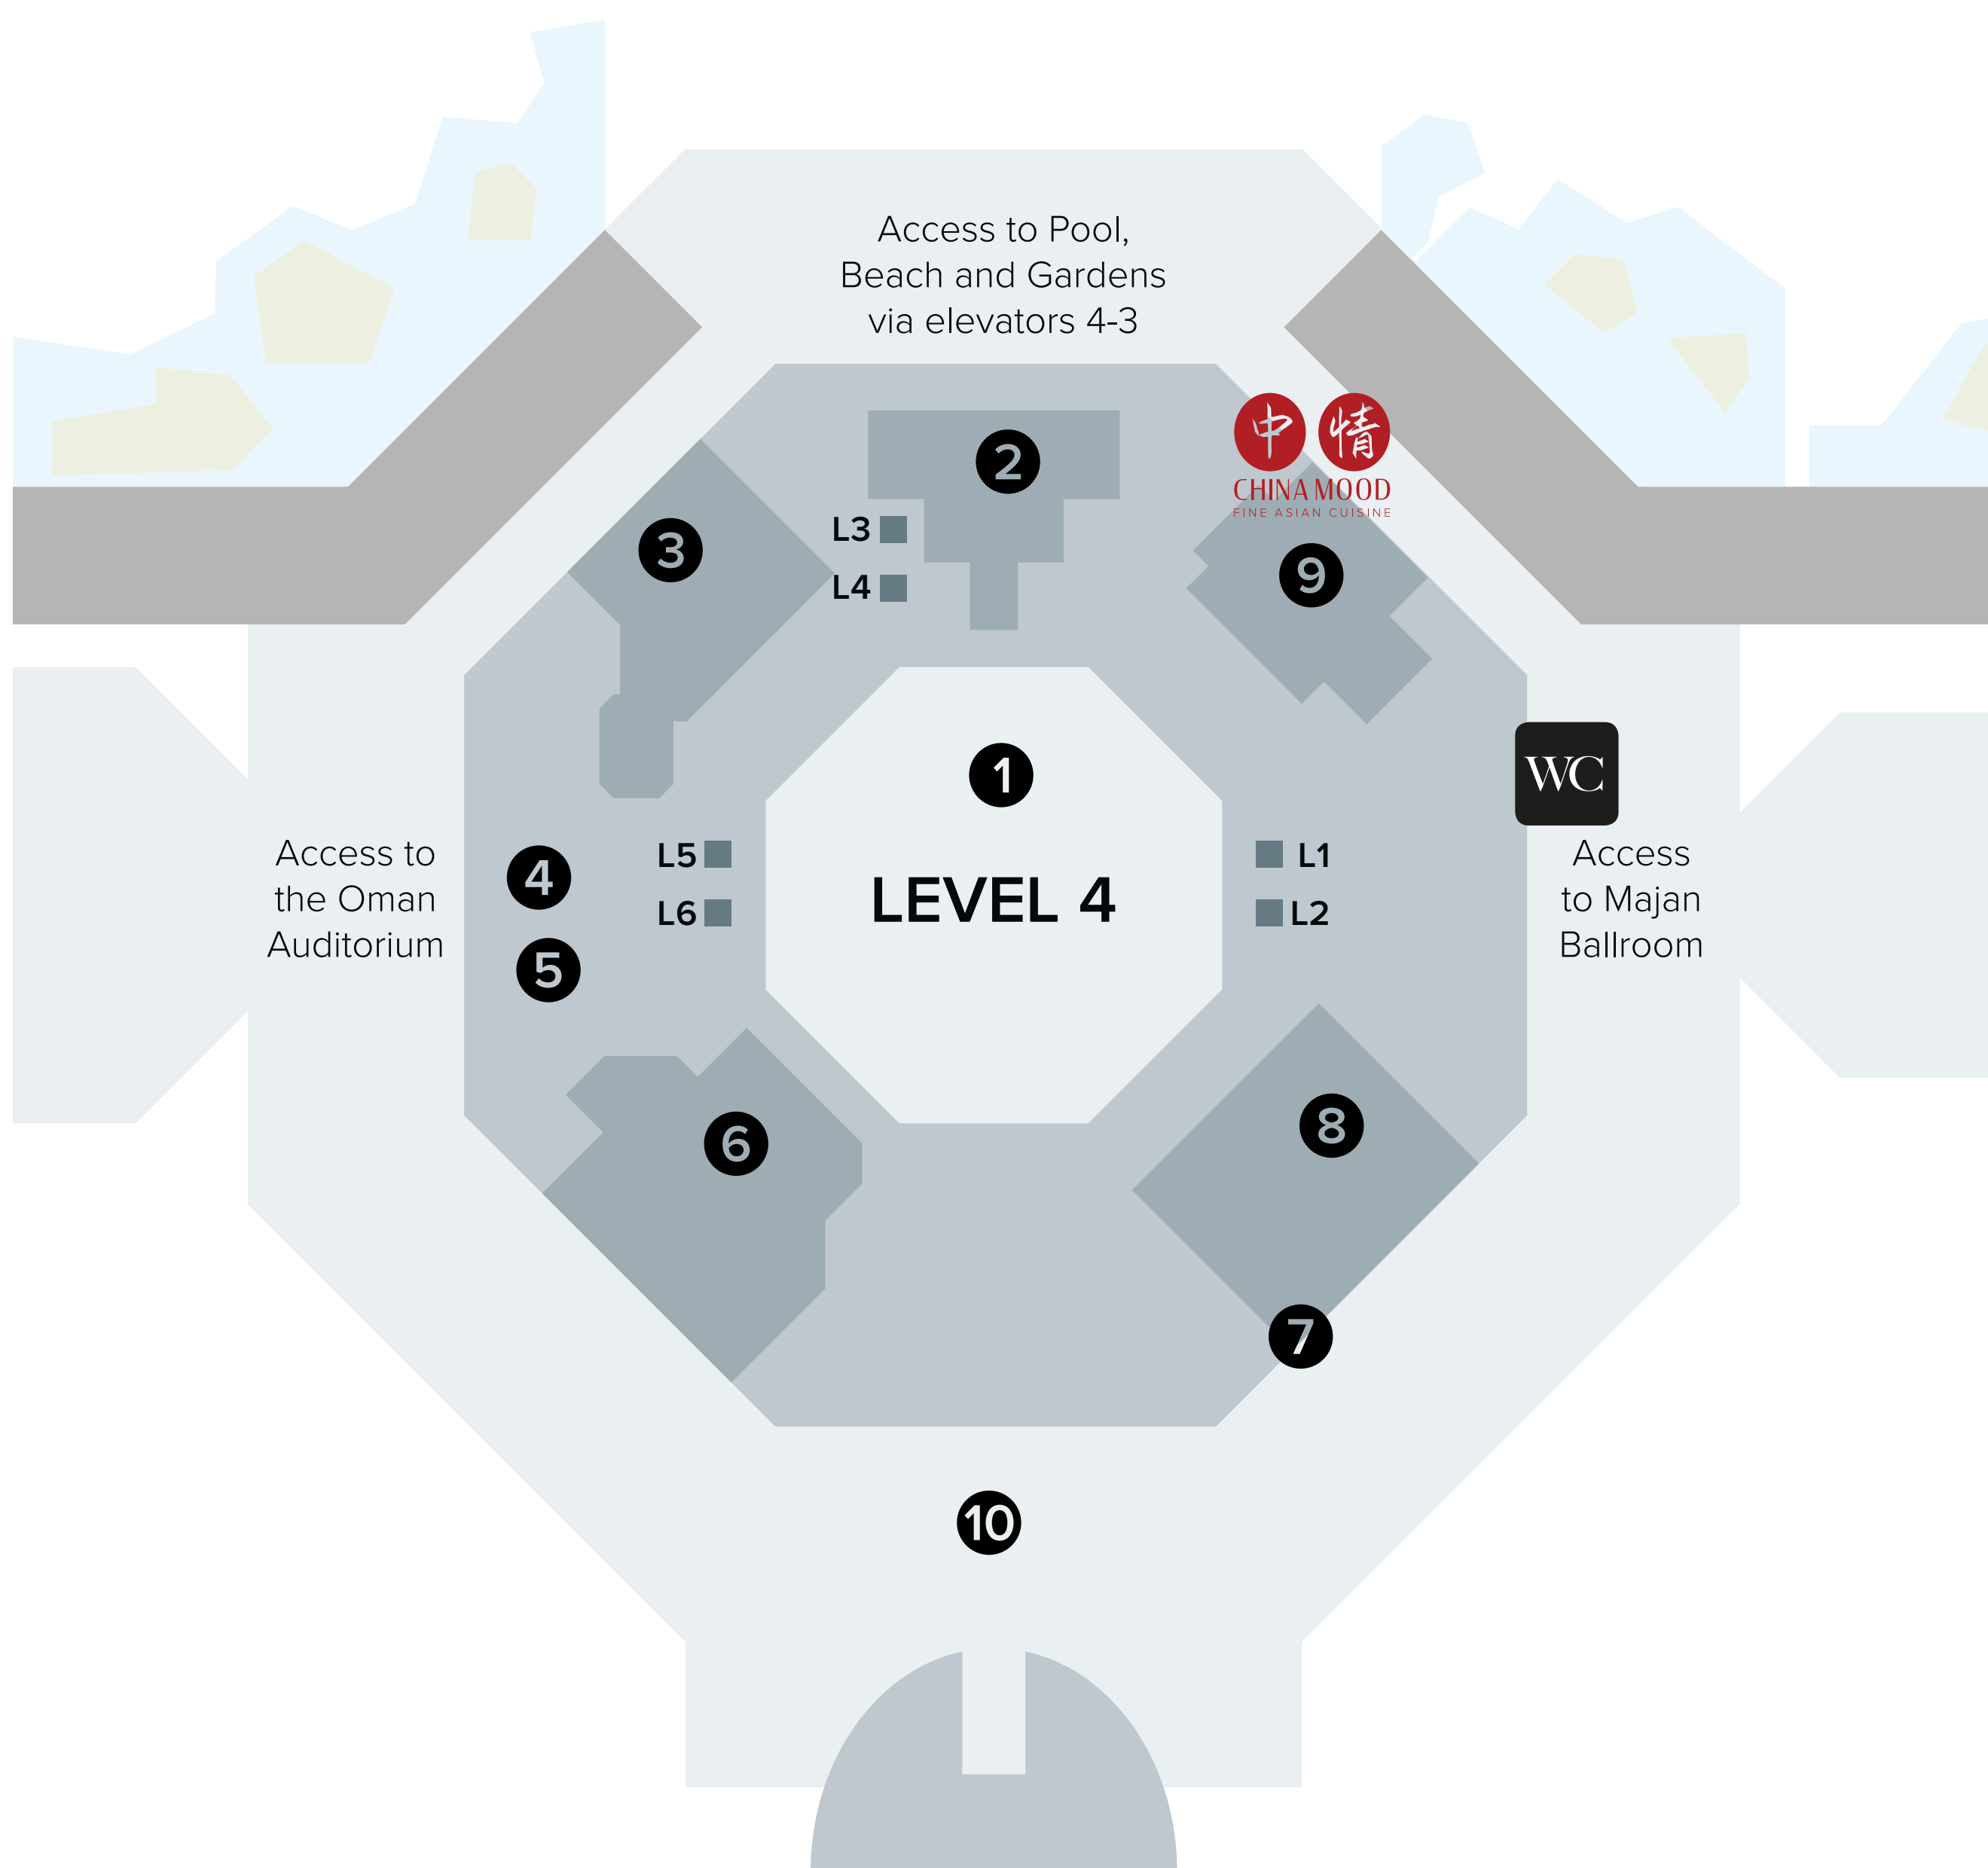 Access to Pool,
Beach and Gardens
via elevators 4-3
中 情
CHINAMOOD
FINE ASIAN CUISINE
2
L3
3
9
L4
1
WC
Access to
the Oman
Auditorium
4
L5
L6
5
LEVEL 4
L1
L2
Access
to Majan
Ballroom
6
8
7
10